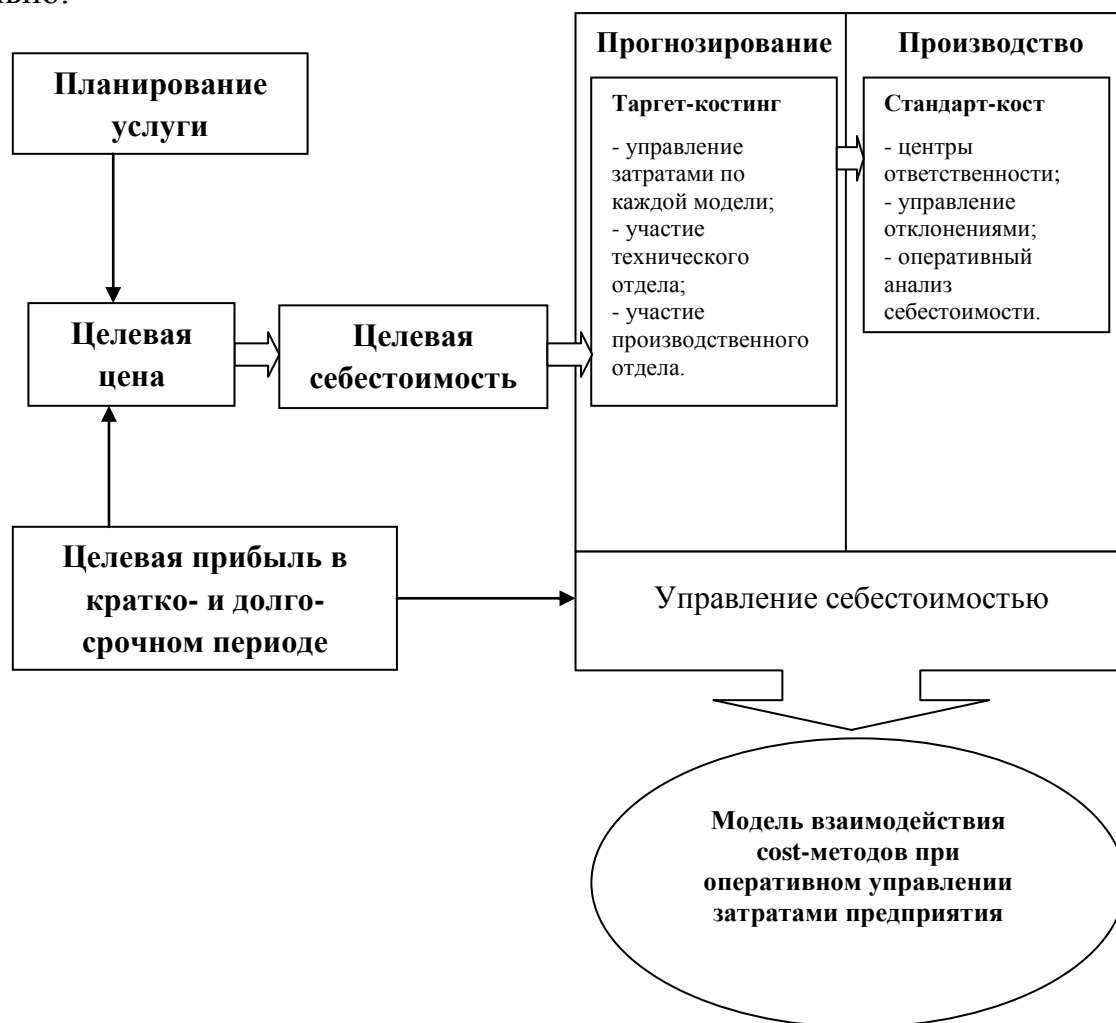 Планирование
услуги
Целевая
цена
Целевая
себестоимость
Целевая прибыль в
кратко- и долго-
срочном периоде
Прогнозирование
Таргет-костинг
- управление
затратами по
каждой модели;
- участие
технического
отдела;
- участие
производственного
отдела.
Производство
Стандарт-кост
- центры
ответственности;
- управление
отклонениями;
- оперативный
анализ
себестоимости.
Управление себестоимостью
Модель взаимодействия
cost-методов при
оперативном управлении
затратами предприятия